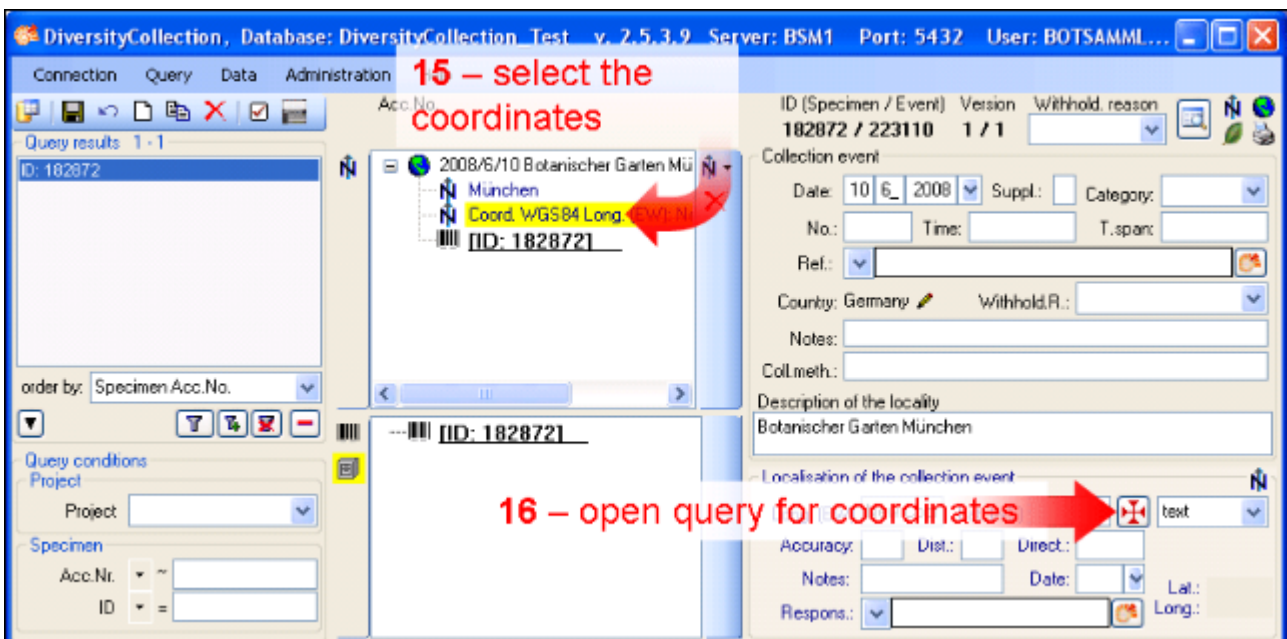 DiversityCollection, Database: DiversityCollection_Test v. 2.5.3.9 Server: BSM1 Port: 5432 User: BOTSAMML...
Connection Query Data Administration
15 – select the
coordinates
Acc.No.
ID (Specimen / Event) Version Withhold. reason
182872 / 223110 1 / 1
Query results 1 - 1
ID: 182872
2008/6/10 Botanischer Garten Mü
München
Coord. WGS84 Long. (EW): N
[ID: 182872]
Collection event
Date: 10 6_ 2008 Suppl.: Category:
No.: Time: T.span:
Ref.:
Country: Germany Withhold.R.:
Notes:
Coll.meth.:
order by: Specimen Acc.No.
Description of the locality
Botanischer Garten München
[ID: 182872]
Query conditions
Project
Project
Localisation of the collection event
16 – open query for coordinates
text
Specimen
Acc.Nr. ~
ID =
Accuracy: Dist.: Direct.:
Notes: Date: Lat.:
Respons.: Long.: